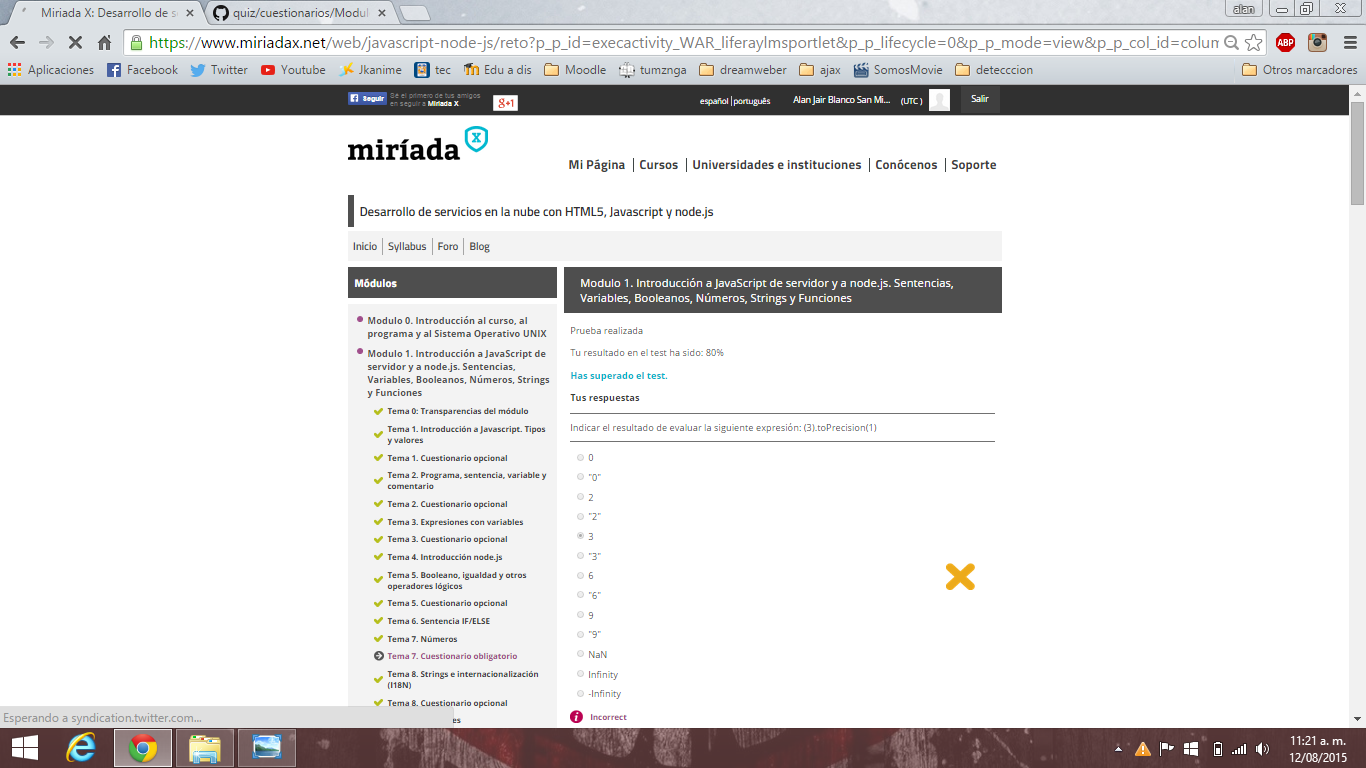 Miriada X: Desarrollo de s
quiz/cuestionarios/Modul
alan
https://www.miriadax.net/web/javascript-node-js/reto?p_p_id=execactivity_WAR_liferaylmsportlet&p_p_lifecycle=0&p_p_mode=view&p_p_col_id=colum
Aplicaciones Facebook Twitter Youtube Jkanime tec Edu a dis Moodle tumznga dreamweber ajax SomosMovie detecccion Otros marcadores
Seguir
Sé el primero de tus amigos
en seguir a Miriada X
g+1
español|português
Alan Jair Blanco San Mi... (UTC )
Salir
miríada x
Mi Página | Cursos | Universidades e instituciones | Conócenos | Soporte
Desarrollo de servicios en la nube con HTML5, Javascript y node.js
Inicio | Syllabus | Foro | Blog
Módulos
Modulo 0. Introducción al curso, al
programa y al Sistema Operativo UNIX
Modulo 1. Introducción a JavaScript de
servidor y a node.js. Sentencias,
Variables, Booleanos, Números, Strings
y Funciones
Tema 0: Transparencias del módulo
Tema 1. Introducción a Javascript. Tipos
y valores
Tema 1. Cuestionario opcional
Tema 2. Programa, sentencia, variable y
comentario
Tema 2. Cuestionario opcional
Tema 3. Expresiones con variables
Tema 3. Cuestionario opcional
Tema 4. Introducción node.js
Tema 5. Booleano, igualdad y otros
operadores lógicos
Tema 5. Cuestionario opcional
Tema 6. Sentencia IF/ELSE
Tema 7. Números
Tema 7. Cuestionario obligatorio
Tema 8. Strings e internacionalización
(I18N)
Tema 8. Cuestionario opcional
es
Modulo 1. Introducción a JavaScript de servidor y a node.js. Sentencias,
Variables, Booleanos, Números, Strings y Funciones
Prueba realizada
Tu resultado en el test ha sido: 80%
Has superado el test.
Tus respuestas
Indicar el resultado de evaluar la siguiente expresión: (3).toPrecision(1)
0
"0"
2
"2"
3
"3"
6
"6"
9
"9"
NaN
Infinity
-Infinity
Incorrect
Esperando a syndication.twitter.com...
ABP
11:21 a. m.
12/08/2015